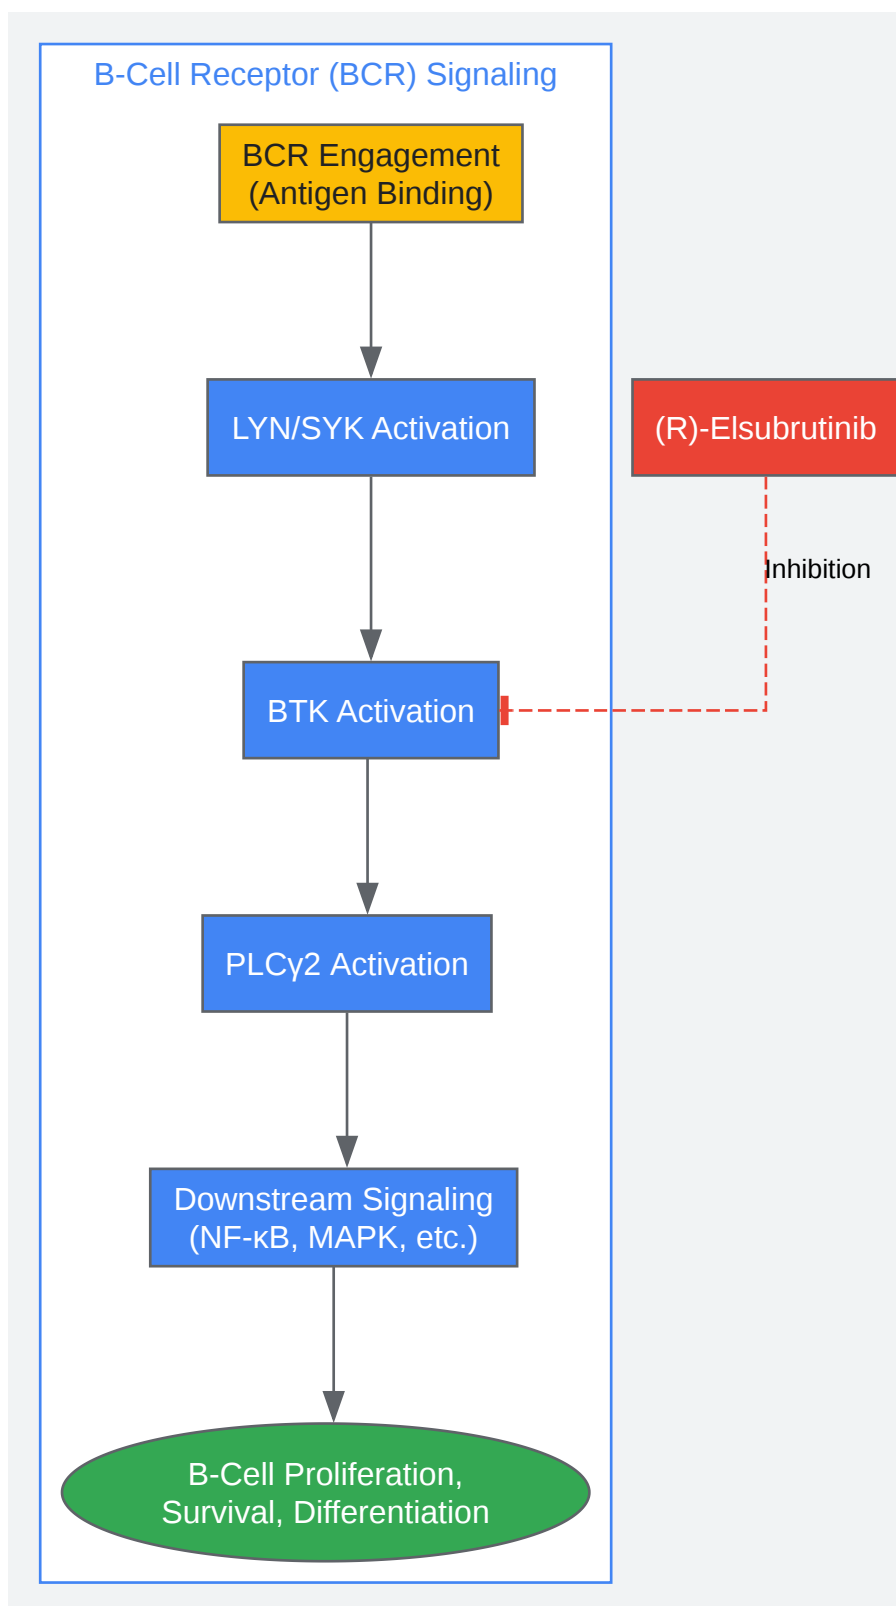 B-Cell Receptor (BCR) Signaling
BCR Engagement
(Antigen Binding)
LYN/SYK Activation
(R)-Elsubrutinib
Inhibition
BTK Activation
PLCγ2 Activation
Downstream Signaling
(NF-κB, MAPK, etc.)
B-Cell Proliferation,
Survival, Differentiation